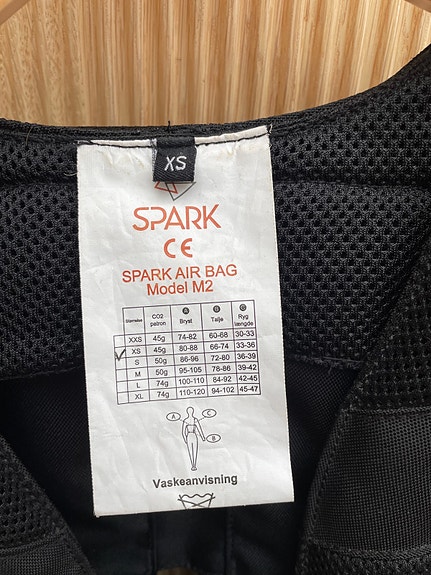 XS
SPARK
CE
SPARK AIR BAG
Model M2
Størrelse CO2 patron A Bryst B Talje C Ryg længde
XXS 45g 74-82 60-68 30-33
✓ XS 45g 80-88 66-74 33-36
S 50g 86-96 72-80 36-39
M 50g 95-105 78-86 39-42
L 74g 100-110 84-92 42-45
XL 74g 110-120 94-102 45-47
A C
B
Vaskeanvisning